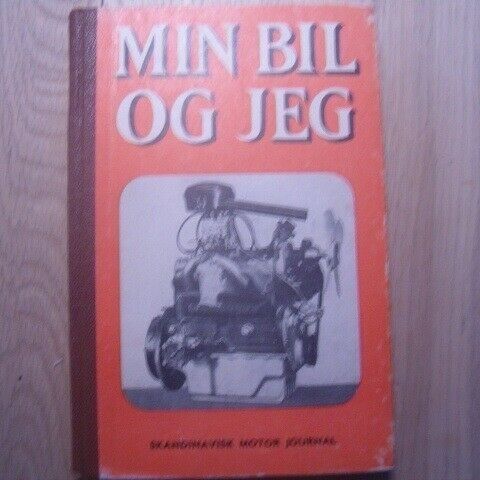 MIN BIL
OG JEG
SKANDINAVISK MOTOR JOURNAL